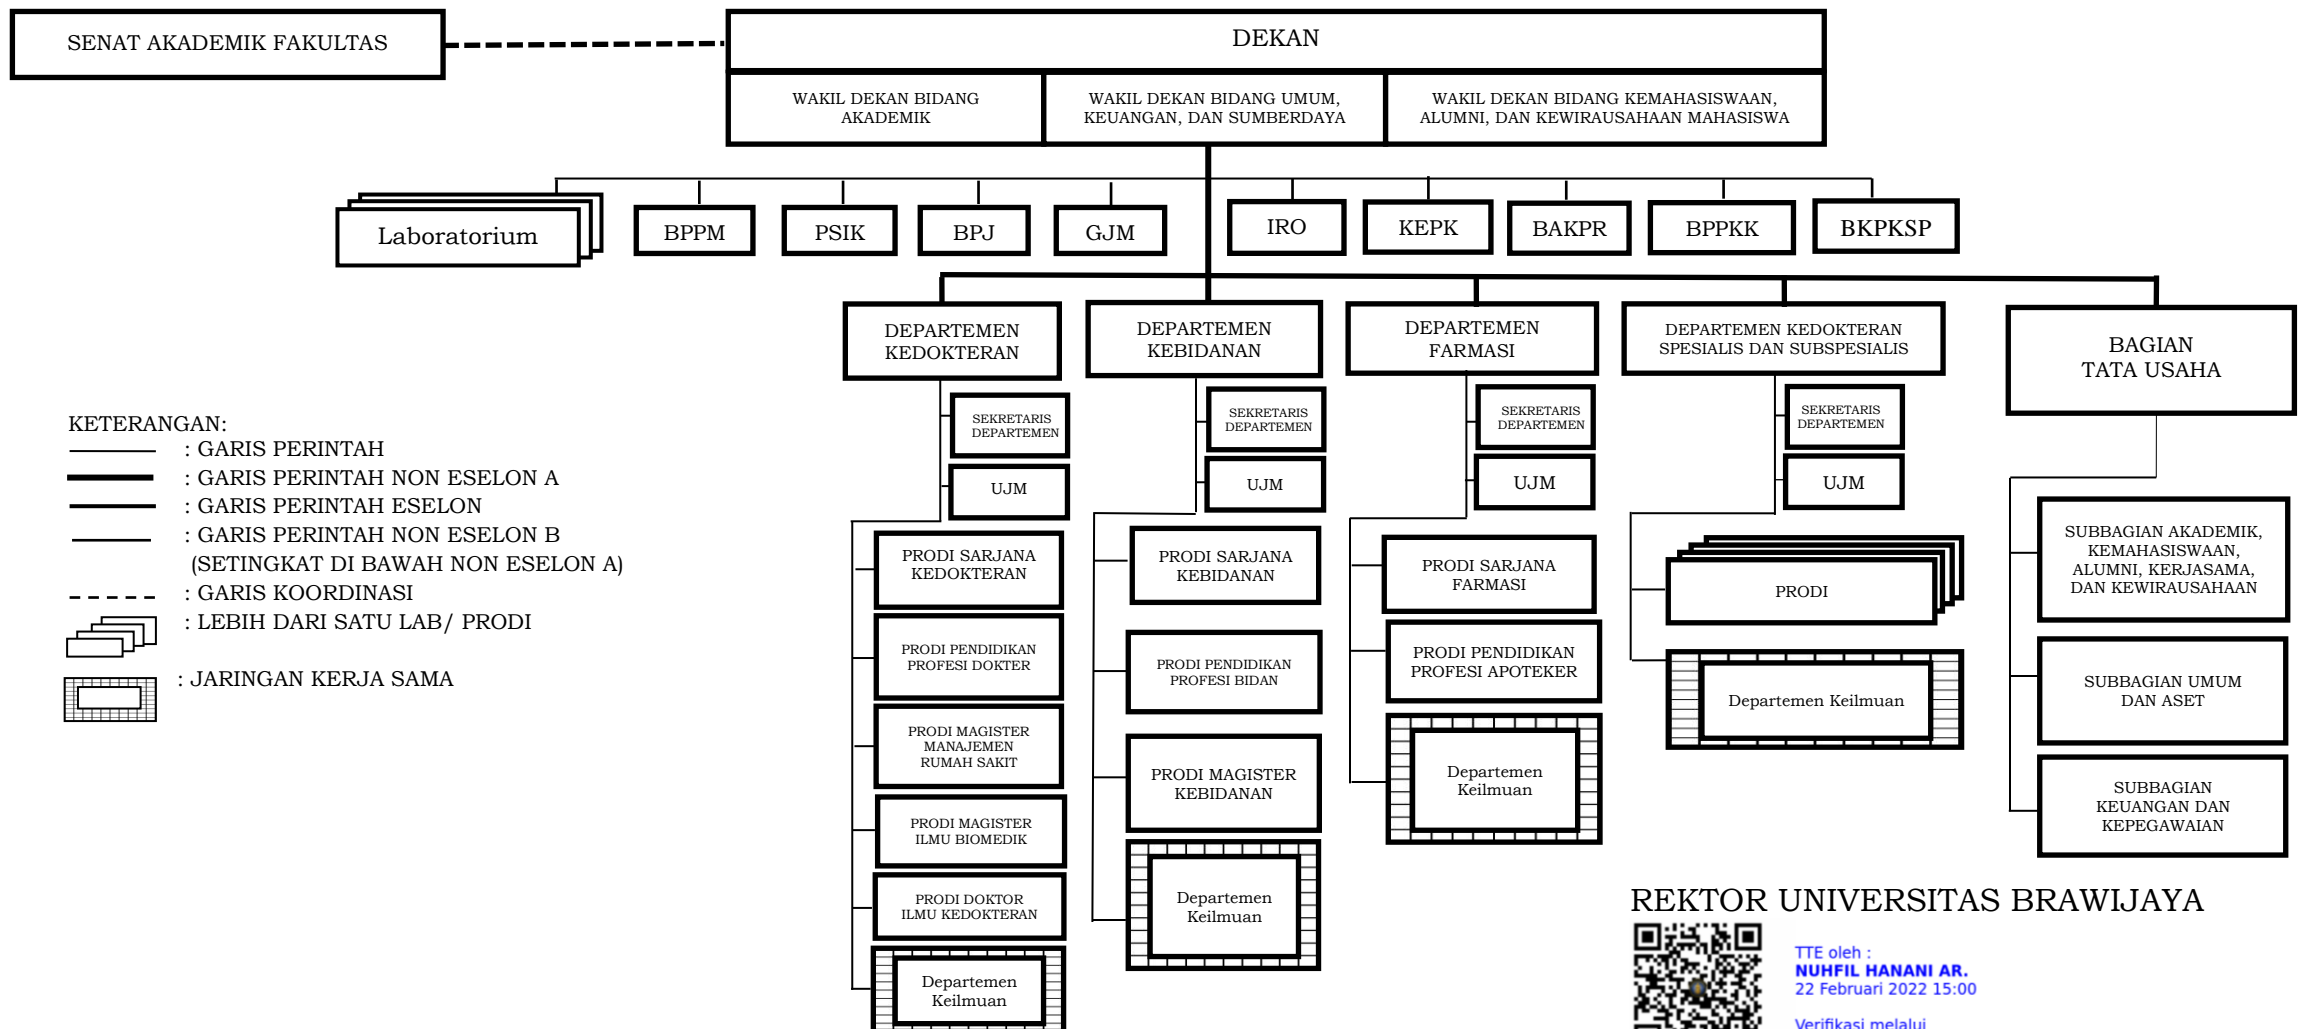 SENAT AKADEMIK FAKULTAS
DEKAN
WAKIL DEKAN BIDANG
AKADEMIK
WAKIL DEKAN BIDANG UMUM,
KEUANGAN, DAN SUMBERDAYA
WAKIL DEKAN BIDANG KEMAHASISWAAN,
ALUMNI, DAN KEWIRAUSAHAAN MAHASISWA
Laboratorium
BPPM
PSIK
BPJ
GJM
IRO
KEPK
BAKPR
BPPKK
BKPKSP
DEPARTEMEN
KEDOKTERAN
SEKRETARIS
DEPARTEMEN
UJM
PRODI SARJANA
KEDOKTERAN
PRODI PENDIDIKAN
PROFESI DOKTER
PRODI MAGISTER
MANAJEMEN
RUMAH SAKIT
PRODI MAGISTER
ILMU BIOMEDIK
PRODI DOKTOR
ILMU KEDOKTERAN
Departemen
Keilmuan
DEPARTEMEN
KEBIDANAN
SEKRETARIS
DEPARTEMEN
UJM
PRODI SARJANA
KEBIDANAN
PRODI PENDIDIKAN
PROFESI BIDAN
PRODI MAGISTER
KEBIDANAN
Departemen
Keilmuan
DEPARTEMEN
FARMASI
SEKRETARIS
DEPARTEMEN
UJM
PRODI SARJANA
FARMASI
PRODI PENDIDIKAN
PROFESI APOTEKER
Departemen
Keilmuan
DEPARTEMEN KEDOKTERAN
SPESIALIS DAN SUBSPESIALIS
SEKRETARIS
DEPARTEMEN
UJM
PRODI
Departemen Keilmuan
BAGIAN
TATA USAHA
SUBBAGIAN AKADEMIK,
KEMAHASISWAAN,
ALUMNI, KERJASAMA,
DAN KEWIRAUSAHAAN
SUBBAGIAN UMUM
DAN ASET
SUBBAGIAN
KEUANGAN DAN
KEPEGAWAIAN
KETERANGAN:
: GARIS PERINTAH
: GARIS PERINTAH NON ESELON A
: GARIS PERINTAH ESELON
: GARIS PERINTAH NON ESELON B
(SETINGKAT DI BAWAH NON ESELON A)
: GARIS KOORDINASI
: LEBIH DARI SATU LAB/ PRODI
: JARINGAN KERJA SAMA
REKTOR UNIVERSITAS BRAWIJAYA
TTE oleh :
NUHFIL HANANI AR.
22 Februari 2022 15:00
Verifikasi melalui